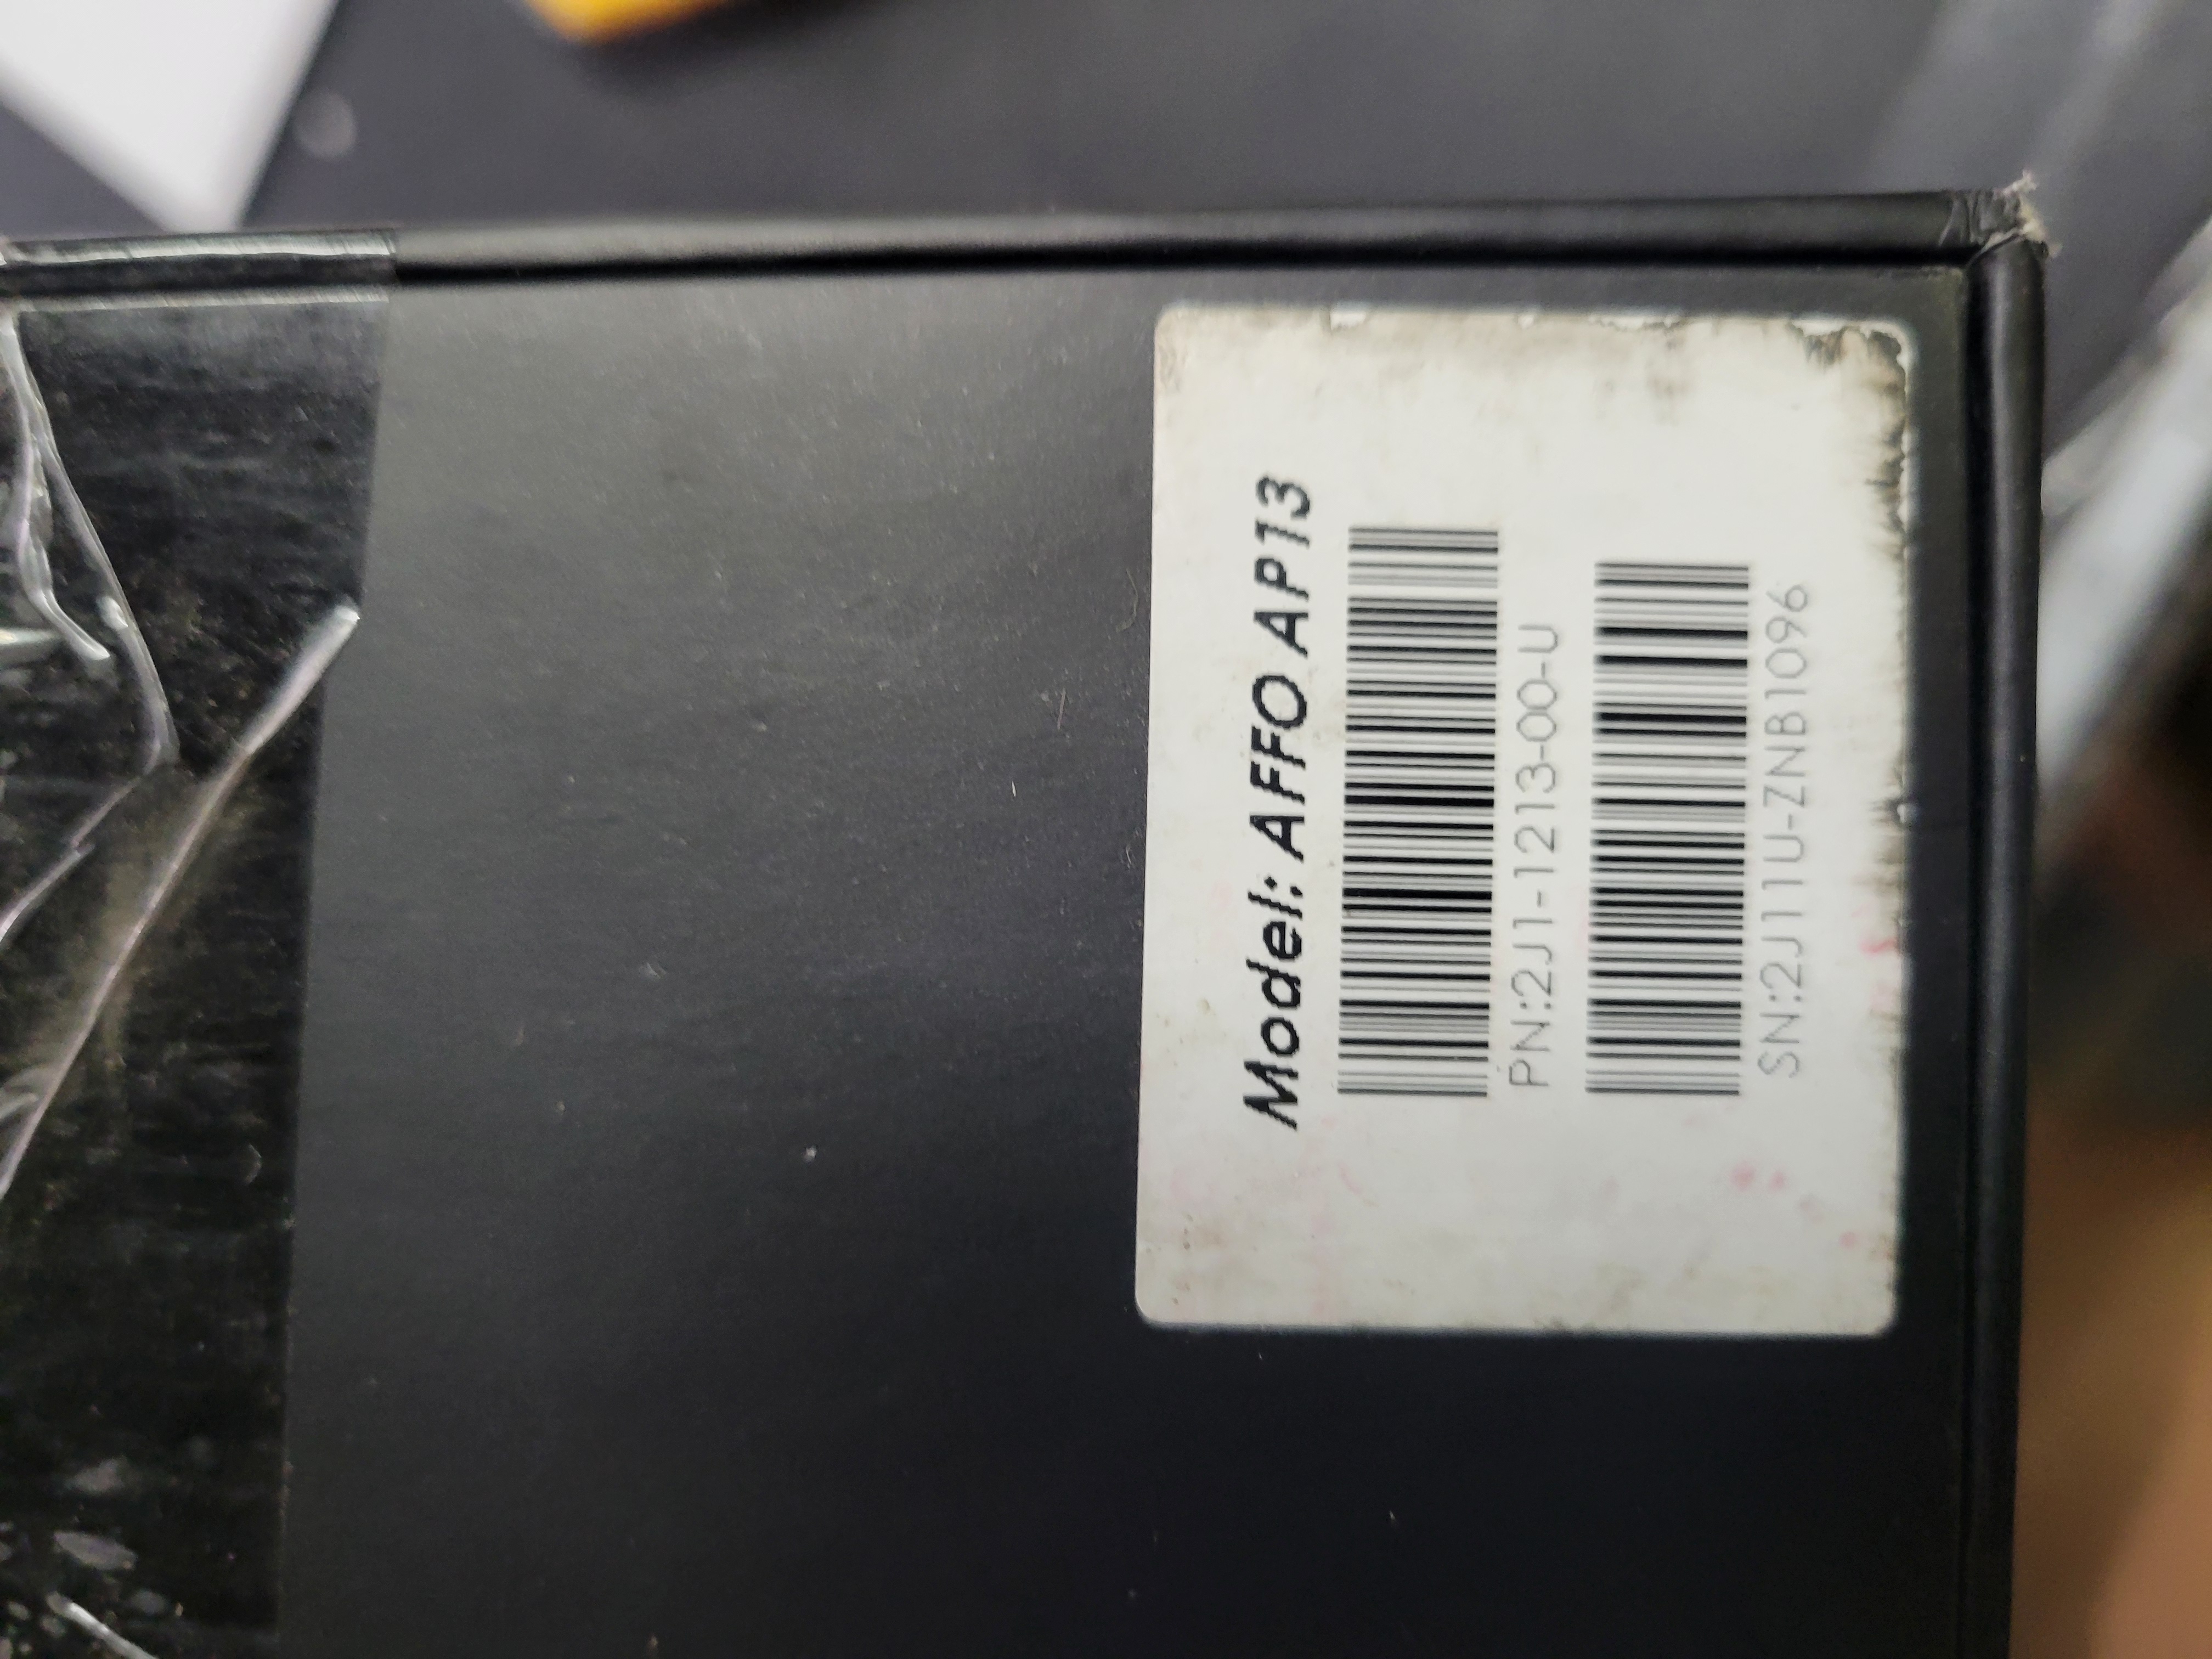 Model: AFFO AP13
PN:2J1-1213-00-U
SN:2J11U-ZNB1096